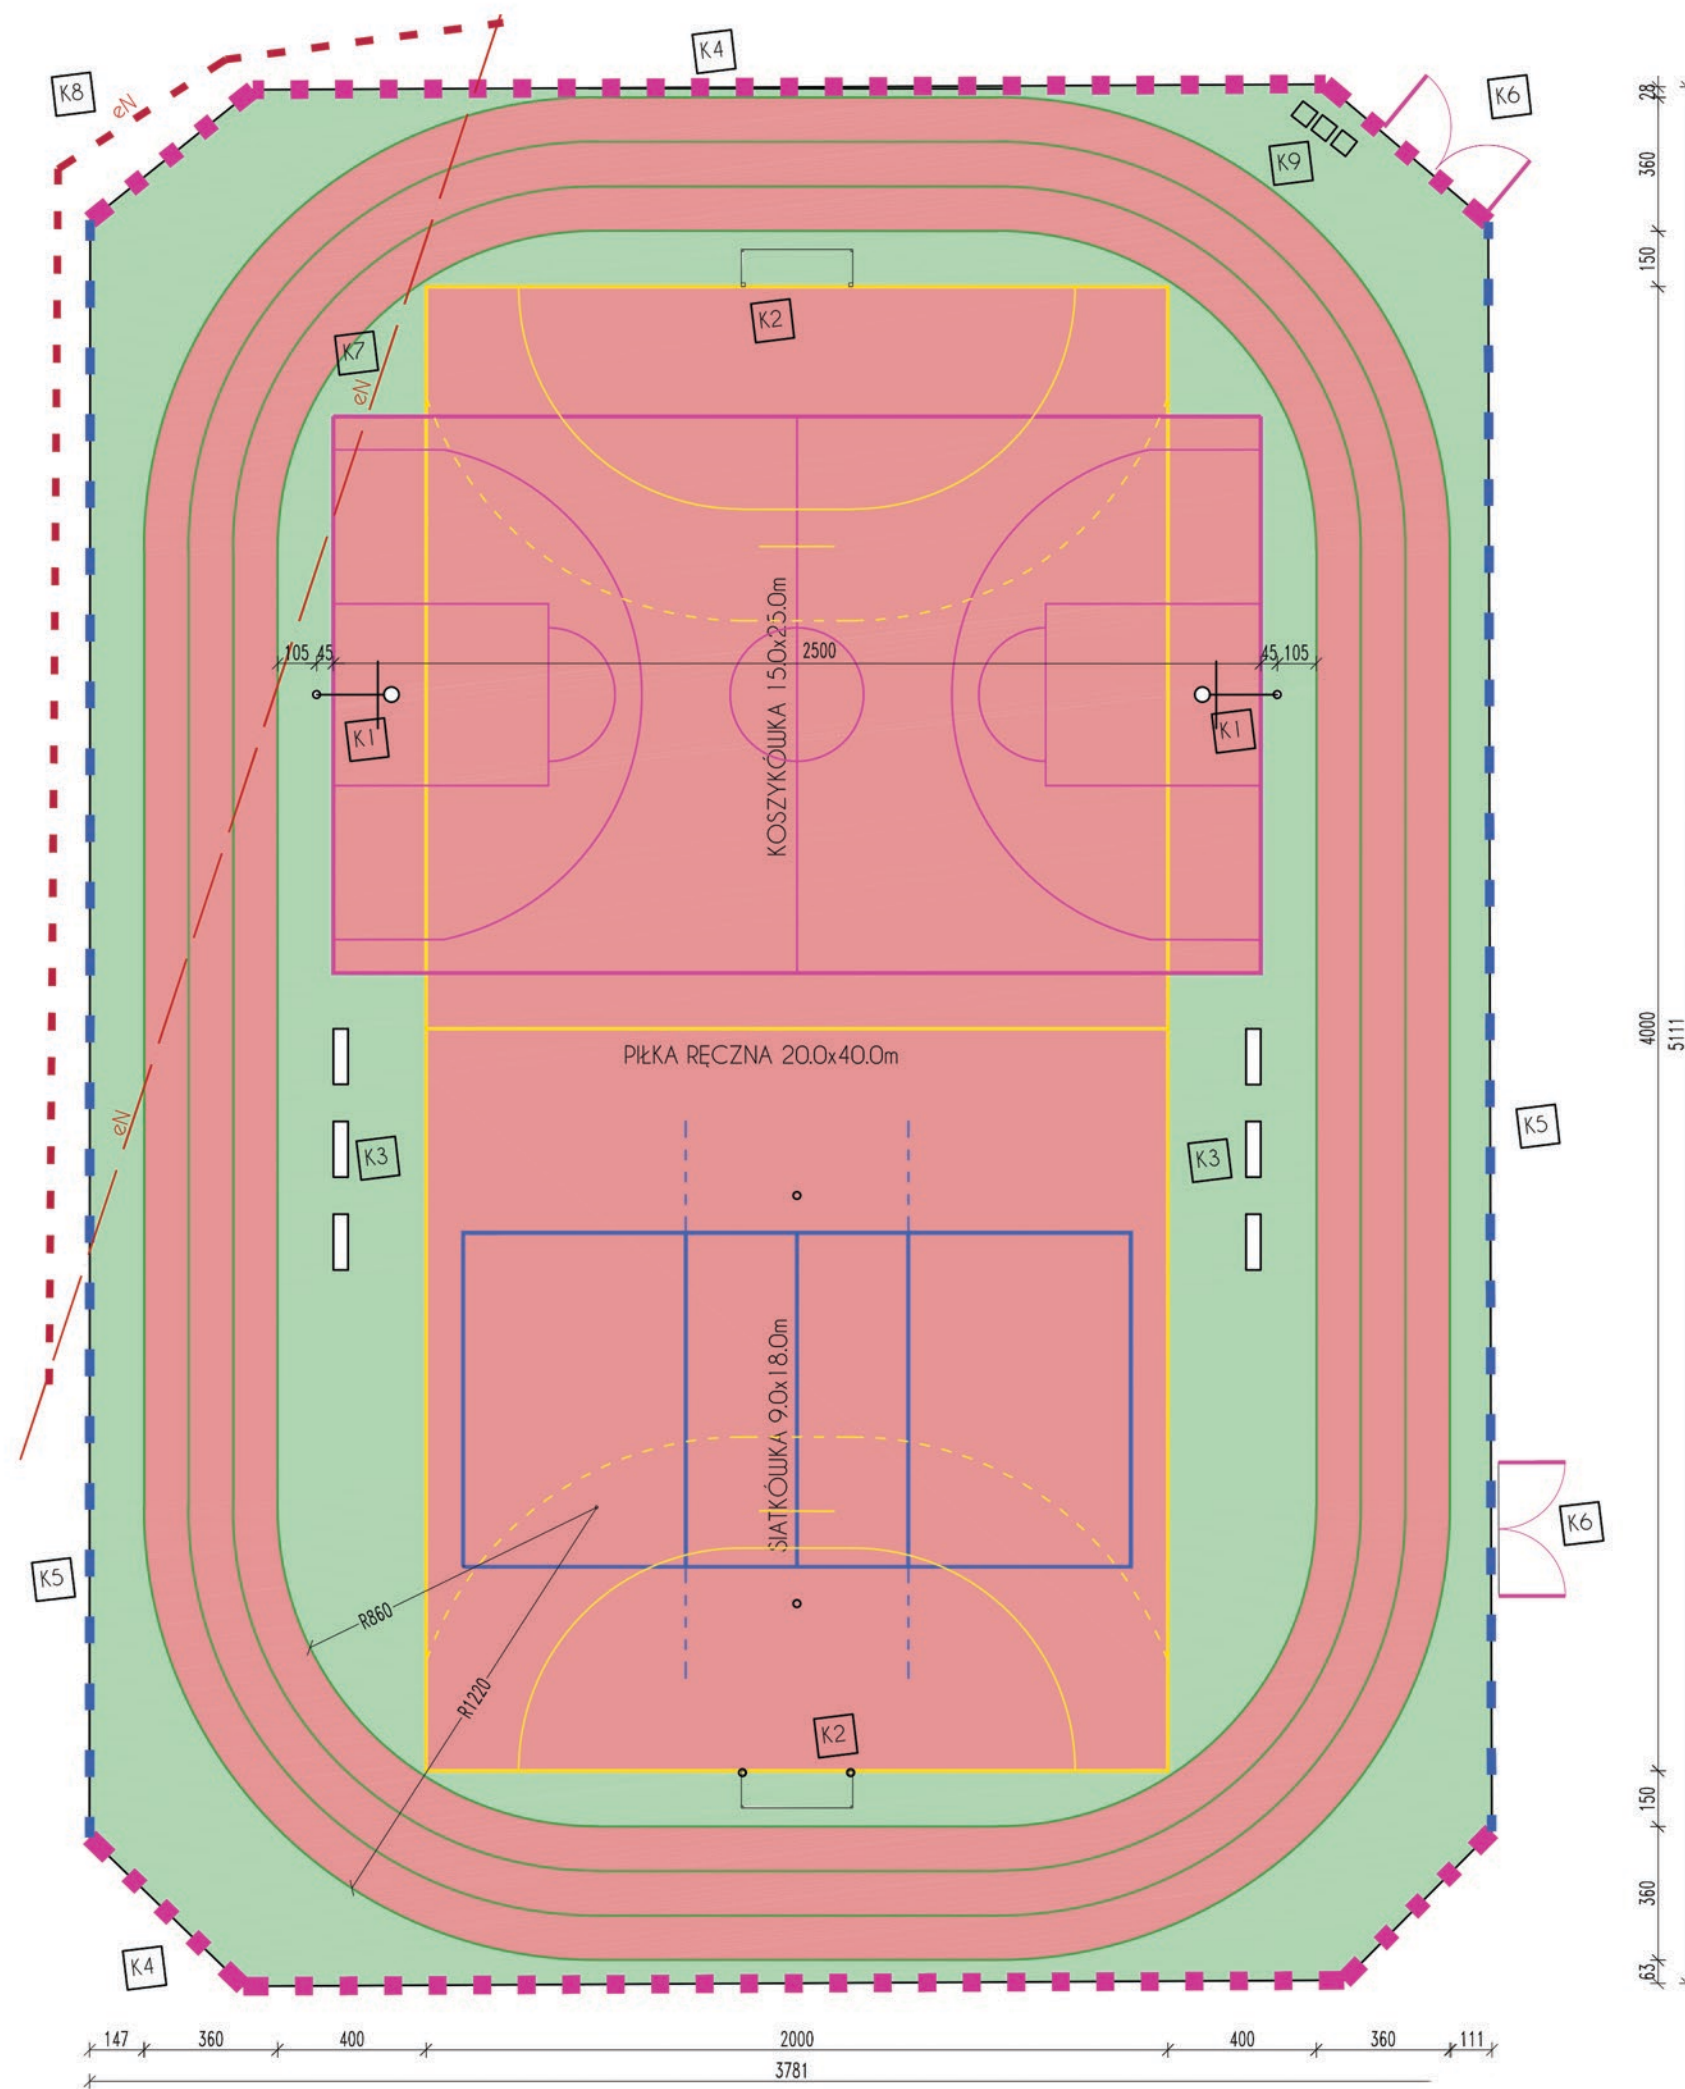 K4
K8
eN
K6
28
K9
360
150
K2
K7
eN
KOSZYKÓWKA 15.0x25.0m
105
45
2500
45
105
K1
K1
4000
5111
PIŁKA RĘCZNA 20.0x40.0m
eN
K5
K3
K3
SIATKÓWKA 9.0x18.0m
K6
K5
R860
R1220
K2
150
360
K4
63
147
360
400
2000
400
360
111
3781